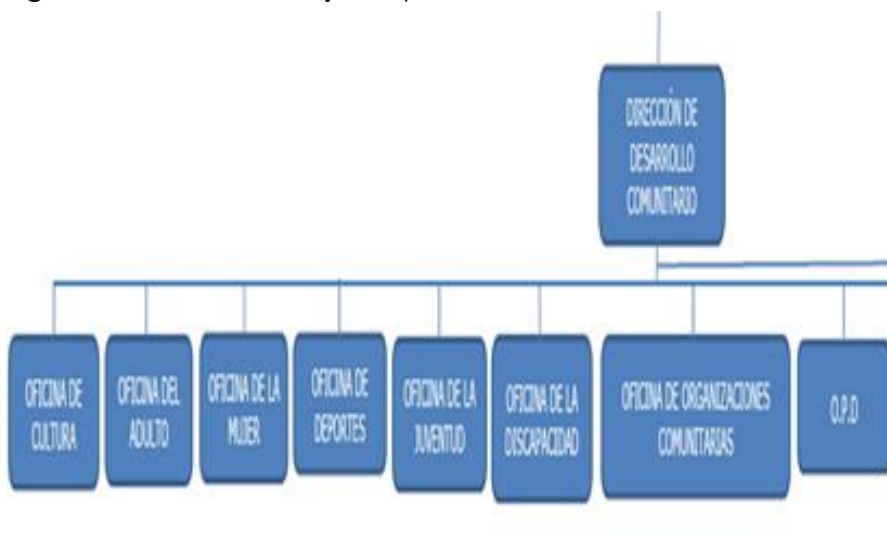 DIRECCIÓN DE
DESARROLLO
COMUNITARIO
OFICINA DE
CULTURA
OFICINA DEL
ADULTO
OFICINA DE LA
MUJER
OFICINA DE
DEPORTES
OFICINA DE LA
JUVENTUD
OFICINA DE LA
DISCAPACIDAD
OFICINA DE ORGANIZACIONES
COMUNITARIAS
O.P.D